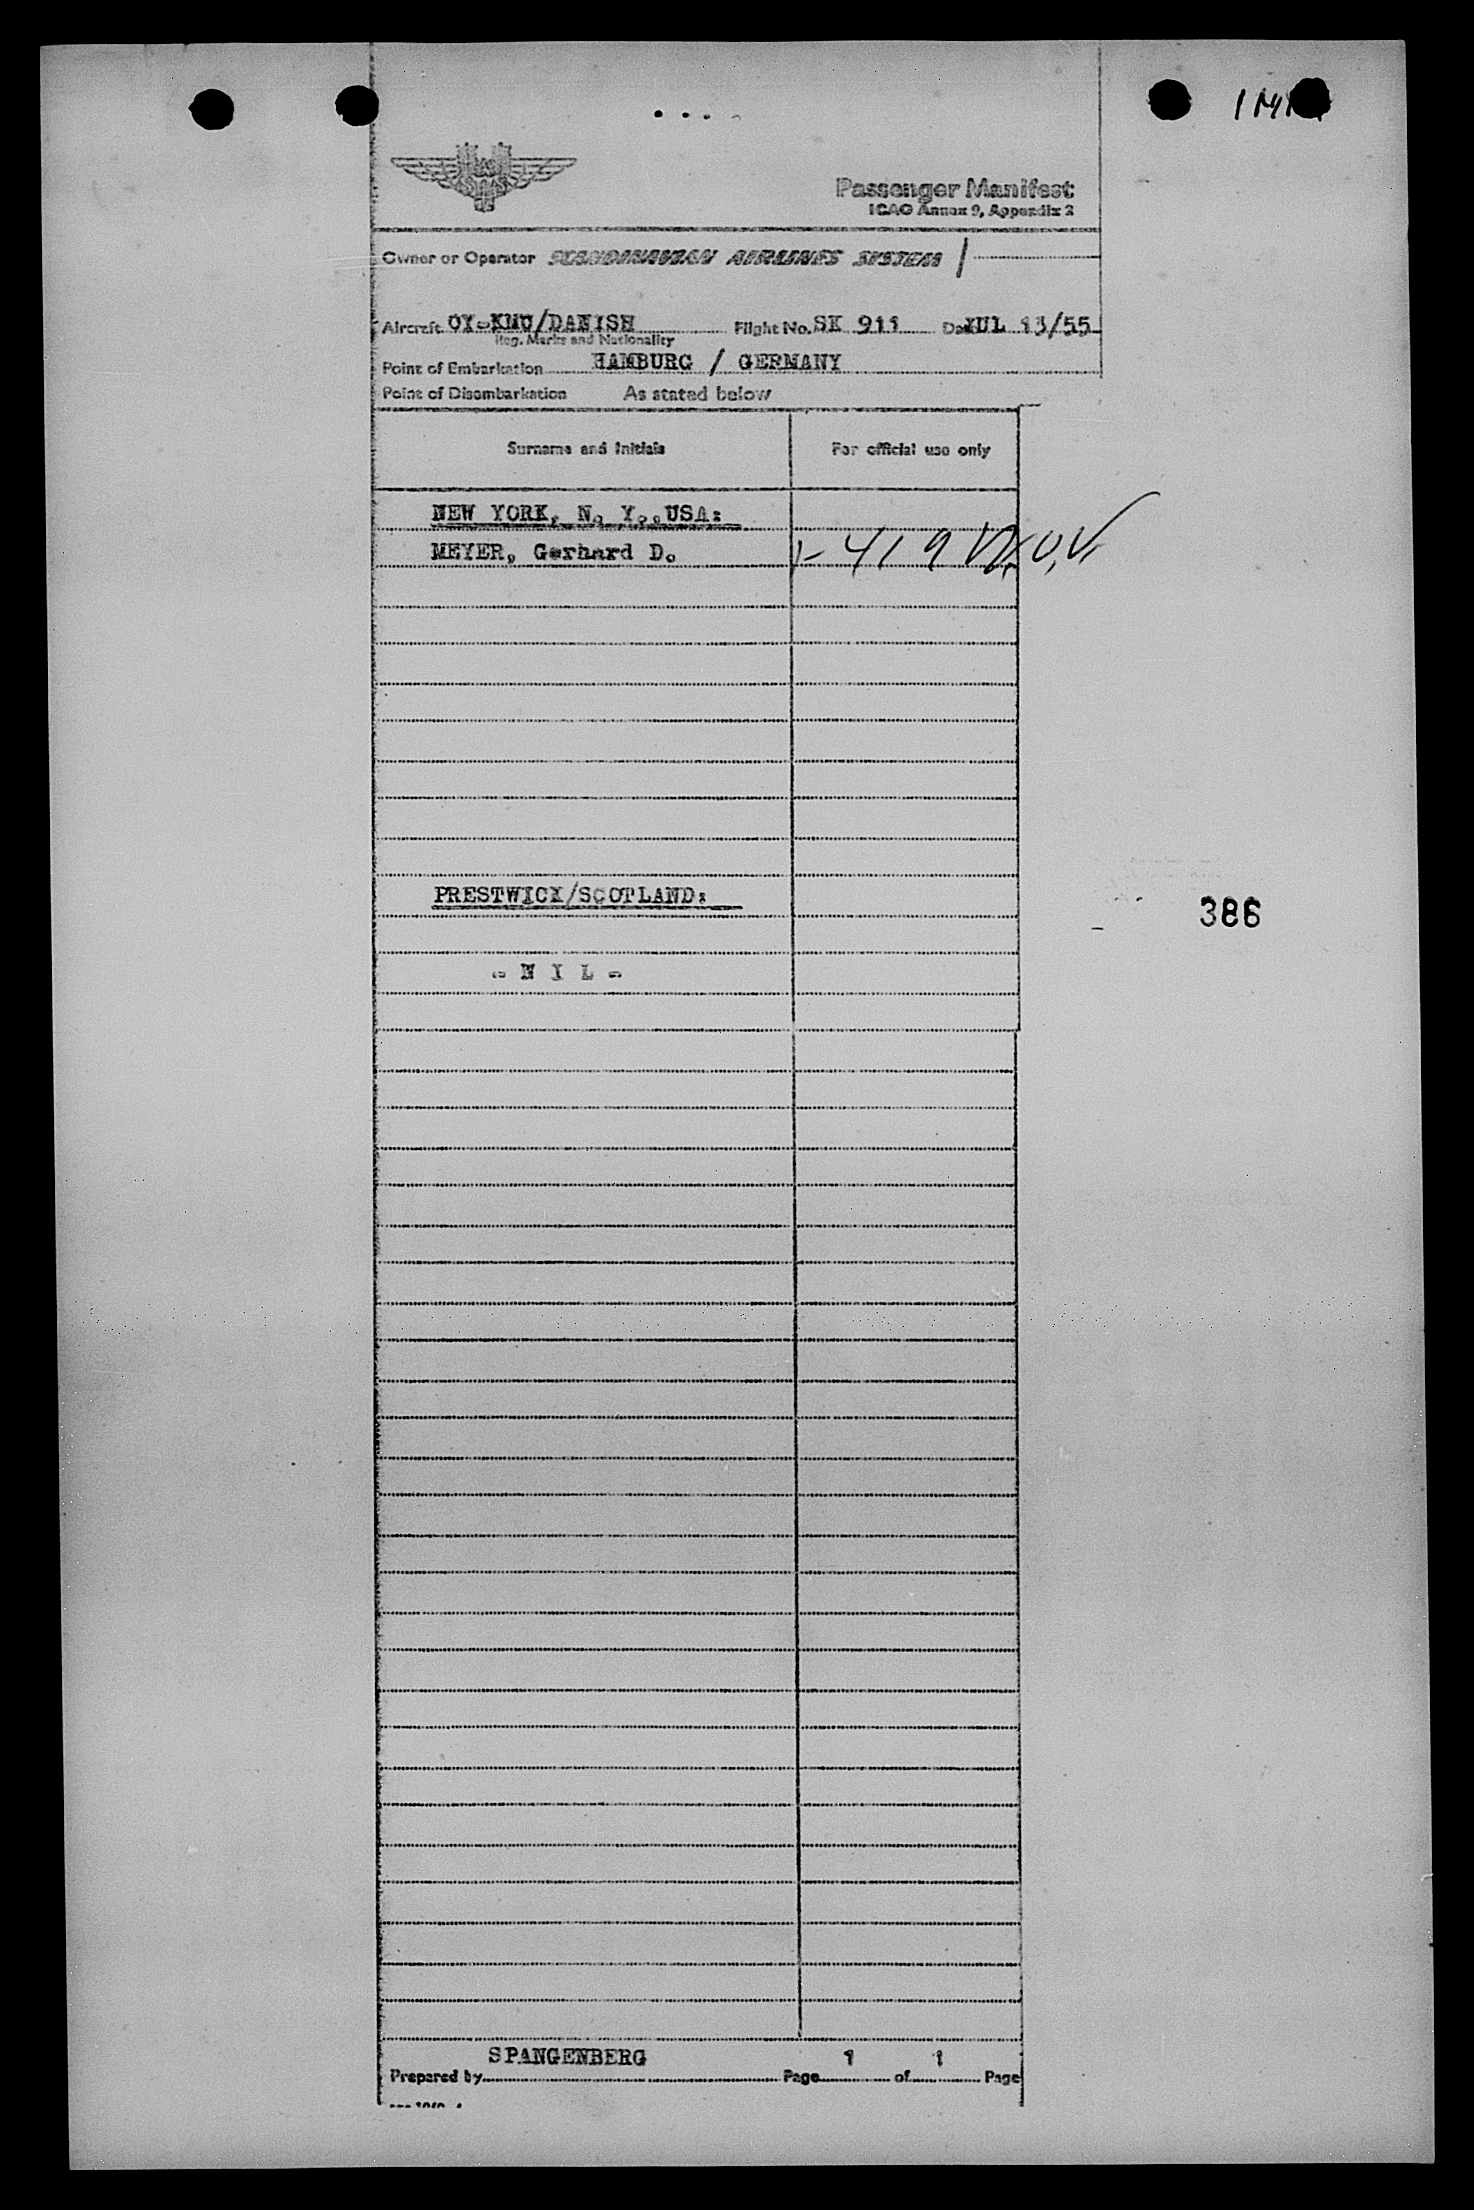 SAS
Passenger Manifest
ICAO Annex 9, Appendix 2
Owner or Operator SCANDINAVIAN AIRLINES SYSTEM
Aircraft OY-KMU/DANISH Flight No. SK 911 Date JUL 13/55
Reg. Marks and Nationality
Point of Embarkation HAMBURG / GERMANY
Point of Disembarkation As stated below
Surname and Initials For official use only
NEW YORK, N. Y., USA:
MEYER, Gerhard D. 1-419
PRESTWICK/SCOTLAND:
386
- N I L -
SPANGENBERG 1 1
Prepared by Page of Page